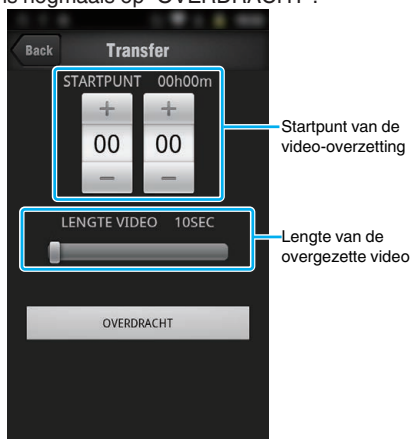 is nogmaals op "OVERDRACHT".
Back
Transfer
STARTPUNT 00h00m
+ +
00 00
− −
Startpunt van de
video-overzetting
LENGTE VIDEO 10SEC
Lengte van de
overgezette video
OVERDRACHT